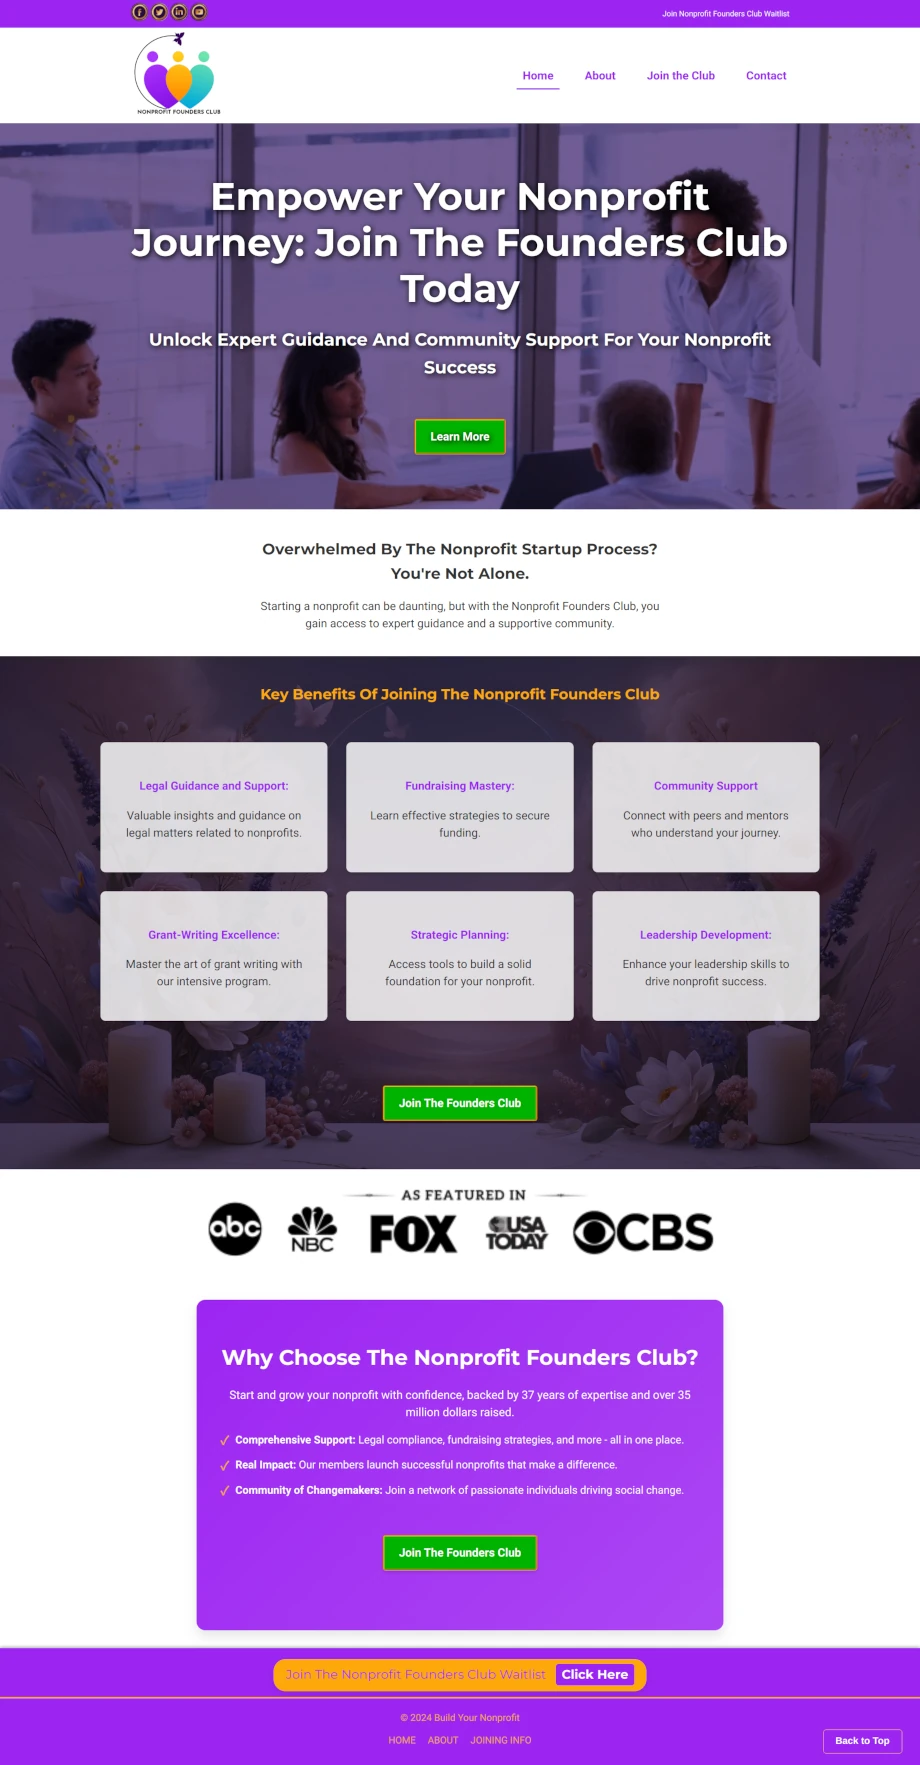 Join Nonprofit Founders Club Waitlist
NONPROFIT FOUNDERS CLUB
Home
About
Join the Club
Contact
Empower Your Nonprofit
Journey: Join The Founders Club
Today
Unlock Expert Guidance And Community Support For Your Nonprofit
Success
Learn More
Overwhelmed By The Nonprofit Startup Process?
You're Not Alone.
Starting a nonprofit can be daunting, but with the Nonprofit Founders Club, you
gain access to expert guidance and a supportive community.
Key Benefits Of Joining The Nonprofit Founders Club
Legal Guidance and Support:
Valuable insights and guidance on
legal matters related to nonprofits.
Fundraising Mastery:
Learn effective strategies to secure
funding.
Community Support
Connect with peers and mentors
who understand your journey.
Grant-Writing Excellence:
Master the art of grant writing with
our intensive program.
Strategic Planning:
Access tools to build a solid
foundation for your nonprofit.
Leadership Development:
Enhance your leadership skills to
drive nonprofit success.
Join The Founders Club
AS FEATURED IN
abc
NBC
FOX
USA
TODAY
CBS
Why Choose The Nonprofit Founders Club?
Start and grow your nonprofit with confidence, backed by 37 years of expertise and over 35
million dollars raised.
✓ Comprehensive Support: Legal compliance, fundraising strategies, and more - all in one place.
✓ Real Impact: Our members launch successful nonprofits that make a difference.
✓ Community of Changemakers: Join a network of passionate individuals driving social change.
Join The Founders Club
Join The Nonprofit Founders Club Waitlist Click Here
© 2024 Build Your Nonprofit
HOME ABOUT JOINING INFO
Back to Top